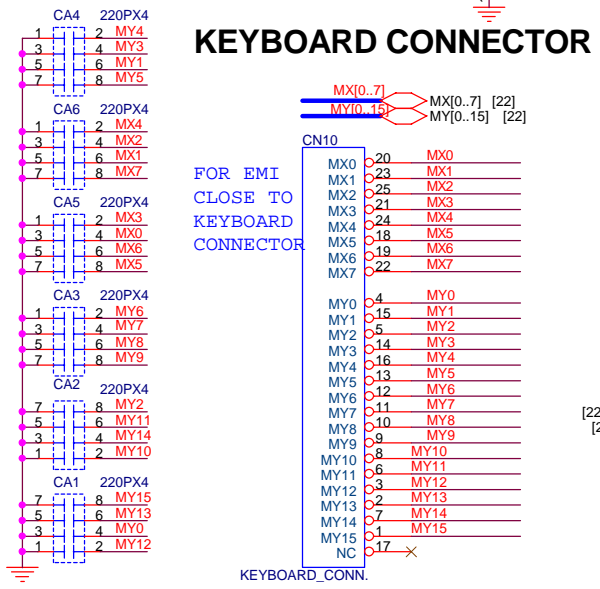 KEYBOARD CONNECTOR
CA4 220PX4
1 2 MY4
3 4 MY3
5 6 MY1
7 8 MY5
CA6 220PX4
1 2 MX4
3 4 MX2
5 6 MX1
7 8 MX7
CA5 220PX4
1 2 MX3
3 4 MX0
5 6 MX6
7 8 MX5
CA3 220PX4
1 2 MY6
3 4 MY7
5 6 MY8
7 8 MY9
CA2 220PX4
7 8 MY2
5 6 MY11
3 4 MY14
1 2 MY10
CA1 220PX4
7 8 MY15
5 6 MY13
3 4 MY0
1 2 MY12
FOR EMI
CLOSE TO
KEYBOARD
CONNECTOR
MX[0..7] MX[0..7] [22]
MY[0..15] MY[0..15] [22]
CN10
MX0 20 MX0
MX1 23 MX1
MX2 25 MX2
MX3 21 MX3
MX4 24 MX4
MX5 18 MX5
MX6 19 MX6
MX7 22 MX7
MY0 4 MY0
MY1 15 MY1
MY2 5 MY2
MY3 14 MY3
MY4 16 MY4
MY5 13 MY5
MY6 12 MY6
MY7 11 MY7
MY8 10 MY8
MY9 9 MY9
MY10 8 MY10
MY11 6 MY11
MY12 3 MY12
MY13 2 MY13
MY14 7 MY14
MY15 1 MY15
NC 17
KEYBOARD_CONN.
[22